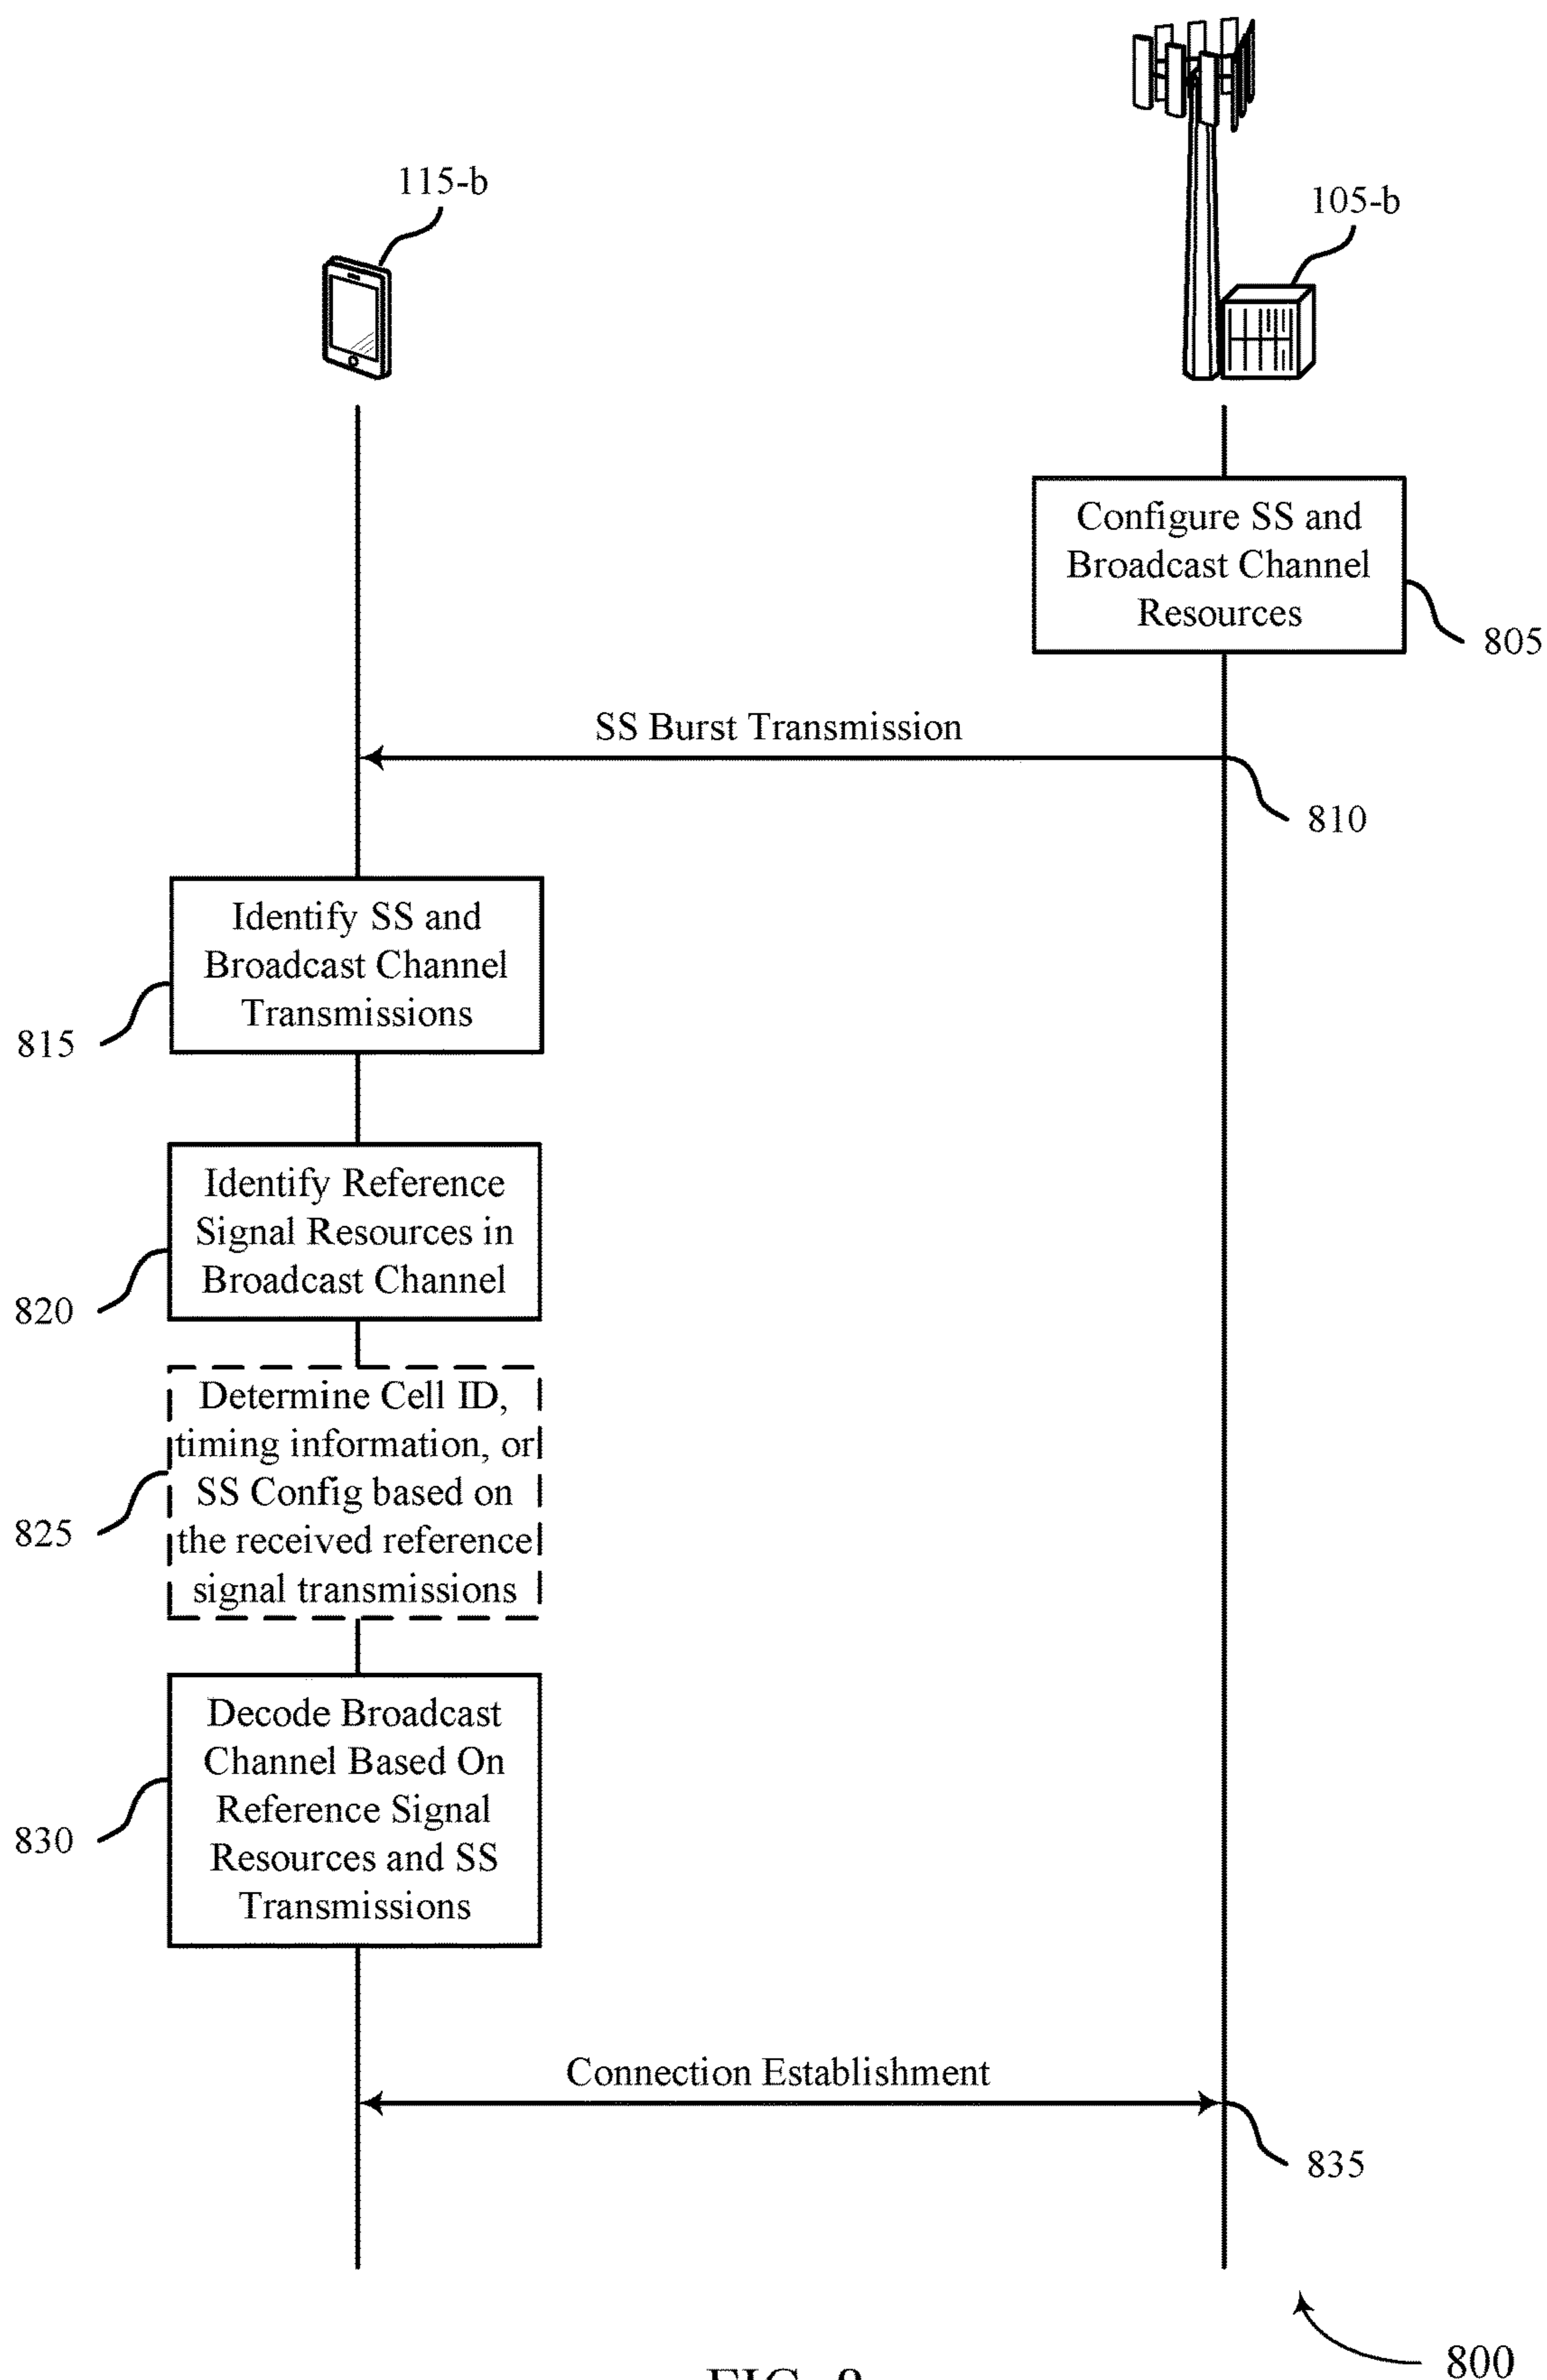 115-b
105-b
Configure SS and
Broadcast Channel
Resources
805
SS Burst Transmission
810
Identify SS and
Broadcast Channel
Transmissions
815
Identify Reference
Signal Resources in
Broadcast Channel
820
Determine Cell ID,
timing information, or
SS Config based on
the received reference
signal transmissions
825
Decode Broadcast
Channel Based On
Reference Signal
Resources and SS
Transmissions
830
Connection Establishment
835
800